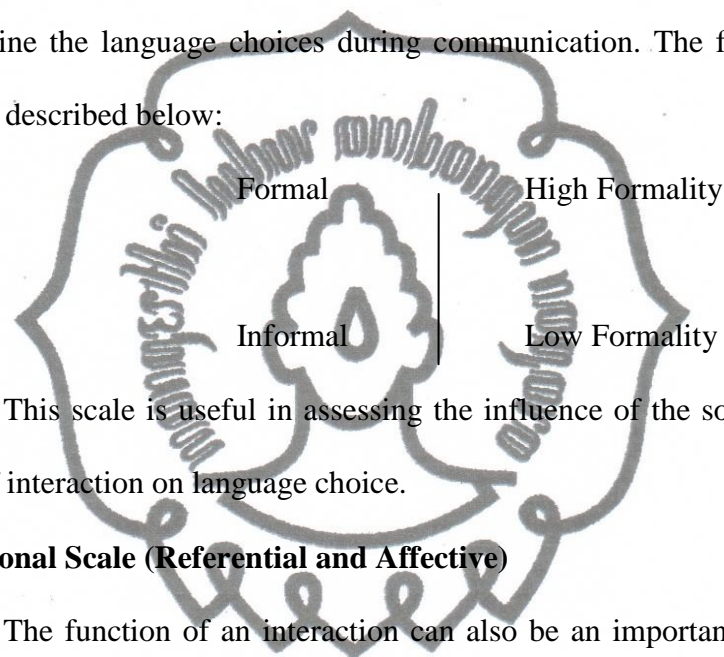 ine the language choices during communication. The f
described below:
Formal High Formality
Informal Low Formality
This scale is useful in assessing the influence of the so
interaction on language choice.
onal Scale (Referential and Affective)
The function of an interaction can also be an importan